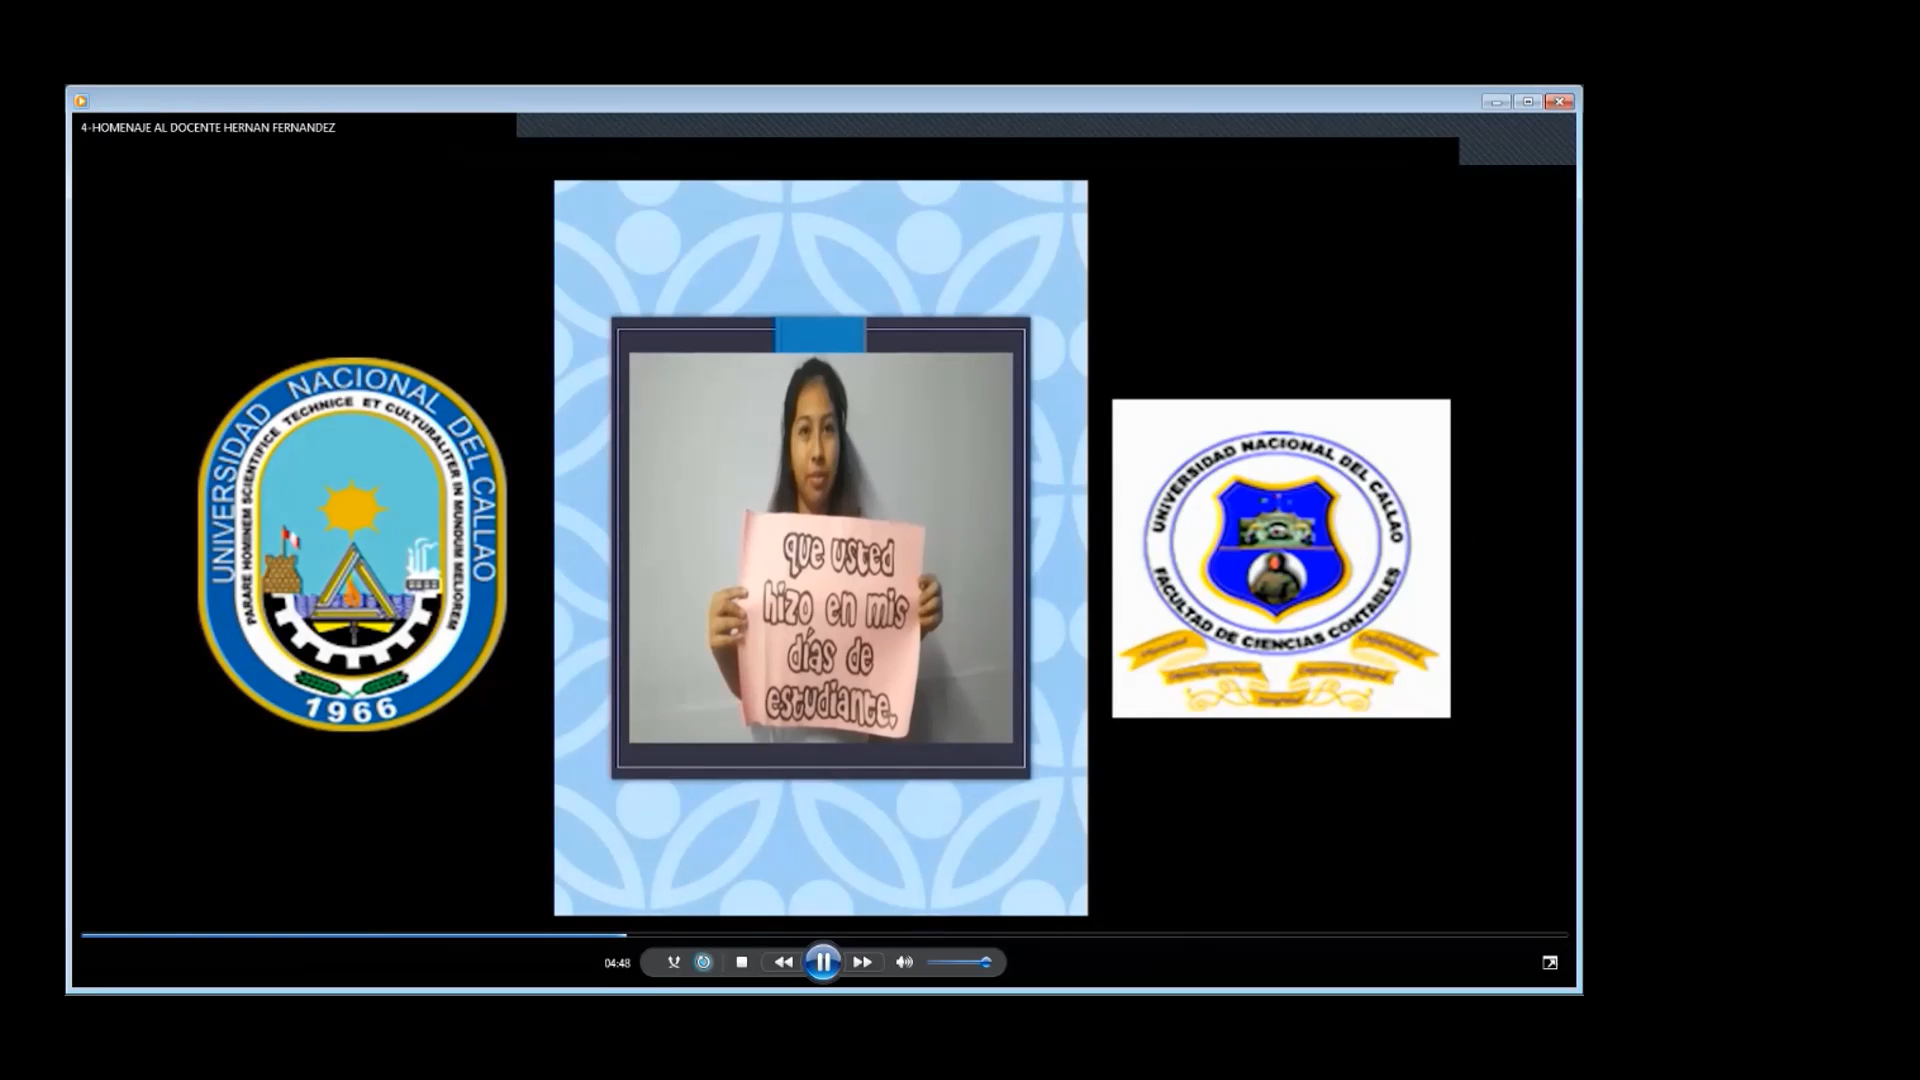 4-HOMENAJE AL DOCENTE HERNAN FERNANDEZ
UNIVERSIDAD NACIONAL DEL CALLAO
PARARE HOMINEM SCIENTIFICE TECHNICE ET CULTURALITER IN MUNDUM MELIOREM
1966
que usted
hizo en mis
días de
estudiante,
UNIVERSIDAD NACIONAL DEL CALLAO
FACULTAD DE CIENCIAS CONTABLES
04:48